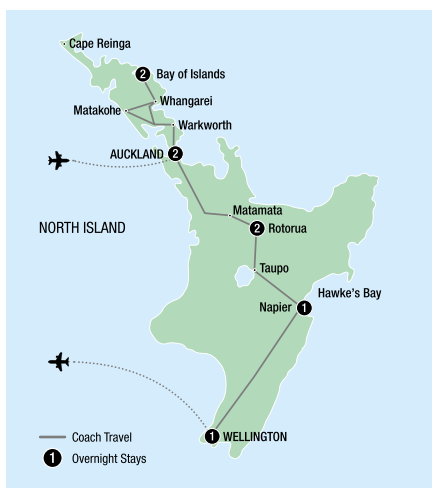 Cape Reinga
2 Bay of Islands
Whangarei
Matakohe
Warkworth
AUCKLAND 2
Matamata
NORTH ISLAND
2 Rotorua
Taupo
Hawke's Bay
Napier 1
1 WELLINGTON
Coach Travel
1 Overnight Stays